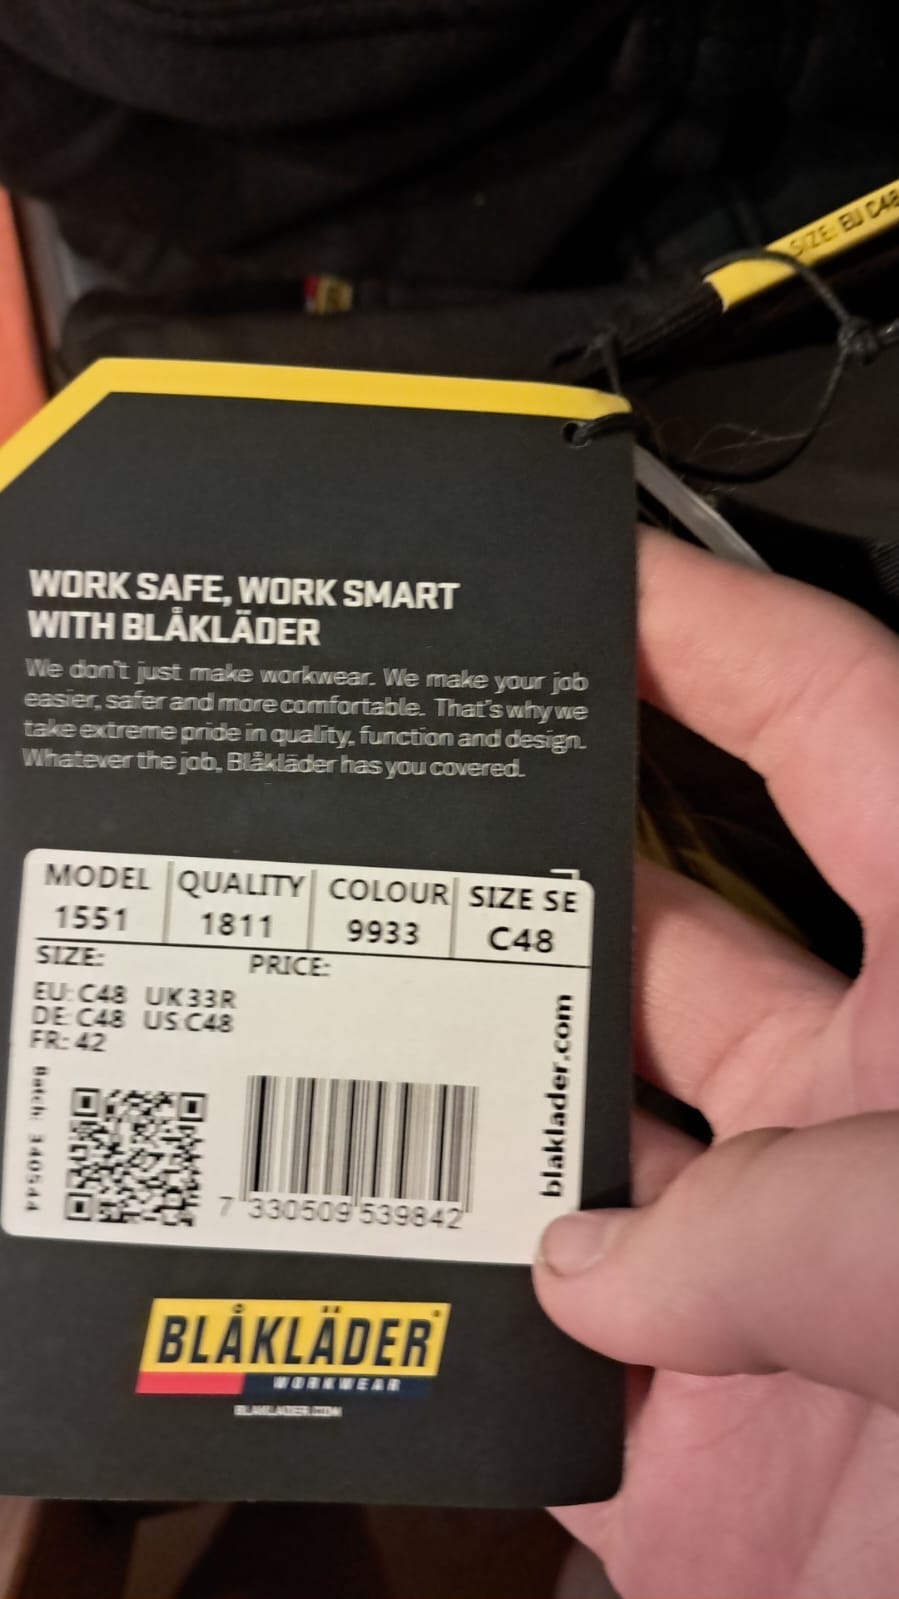 SIZE: EU C48
WORK SAFE, WORK SMART
WITH BLÅKLÄDER
We don't just make workwear. We make your job
easier, safer and more comfortable. That's why we
take extreme pride in quality, function and design.
Whatever the job, Blåkläder has you covered.
MODEL QUALITY COLOUR SIZE SE
1551 1811 9933 C48
SIZE: PRICE:
EU: C48 UK33R
DE: C48 US:C48
FR: 42
Batch: 340544
blaklader.com
7 330509 539842
BLÅKLÄDER®
WORKWEAR
BLAKLADER.COM